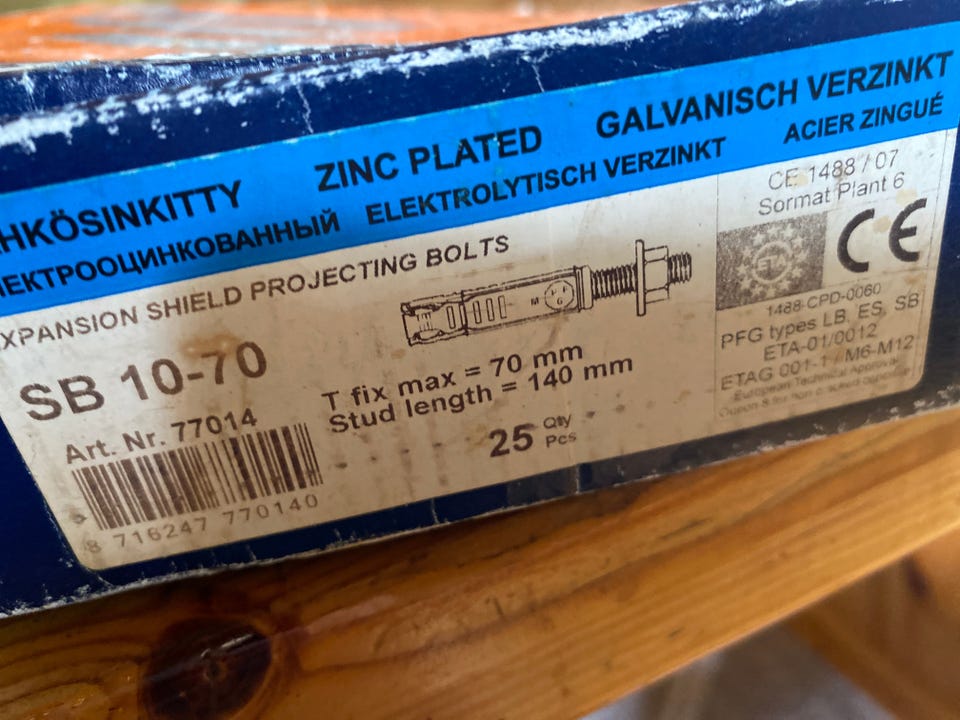 HKÖSINKITTY
ZINC PLATED
GALVANISCH VERZINKT
ЛЕКТРООЦИНКОВАННЫЙ
ELEKTROLYTISCH VERZINKT
ACIER ZINGUÉ
XPANSION SHIELD PROJECTING BOLTS
SB 10-70
Art. Nr. 77014
8 716247 770140
M
G
T fix max = 70 mm
Stud length = 140 mm
25 Qty
Pcs
CE 1488 / 07
Sormat Plant 6
ETA
CE
1488-CPD-0060
PFG types LB, ES, SB
ETA-01/0012
ETAG 001-1 / M6-M12
European Technical Approval